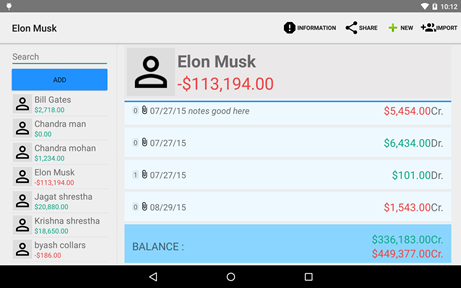 10:12
Elon Musk
INFORMATION
SHARE
NEW
IMPORT
Search
ADD
Bill Gates
$2,718.00
Chandra man
$0.00
Chandra mohan
$1,234.00
Elon Musk
-$113,194.00
Jagat shrestha
$20,880.00
Krishna shrestha
$18,650.00
byash collars
-$186.00
Elon Musk
-$113,194.00
0 07/27/15 notes good here $5,454.00Cr.
0 07/27/15 $6,434.00Dr.
1 07/27/15 $101.00Dr.
0 08/29/15 $1,543.00Cr.
BALANCE : $336,183.00Cr.
$449,377.00Cr.